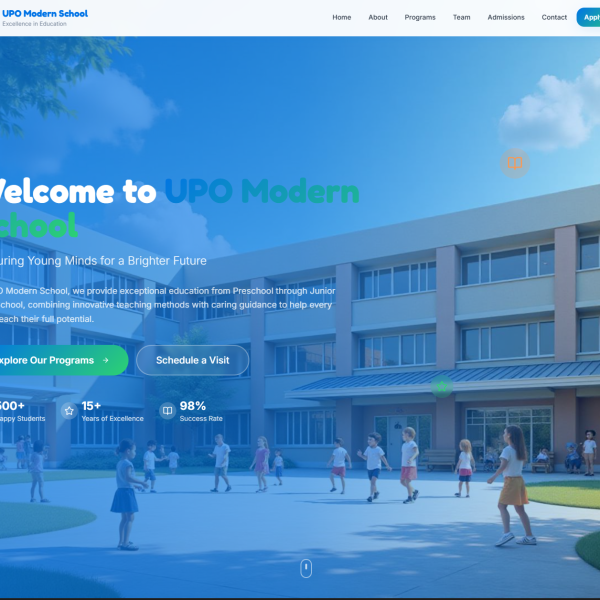 UPO Modern School
Excellence in Education
Home About Programs Team Admissions Contact Appl
Welcome to UPO Modern
School
uring Young Minds for a Brighter Future
O Modern School, we provide exceptional education from Preschool through Junior
chool, combining innovative teaching methods with caring guidance to help every
each their full potential.
xplore Our Programs → Schedule a Visit
500+ 15+ 98%
appy Students Years of Excellence Success Rate